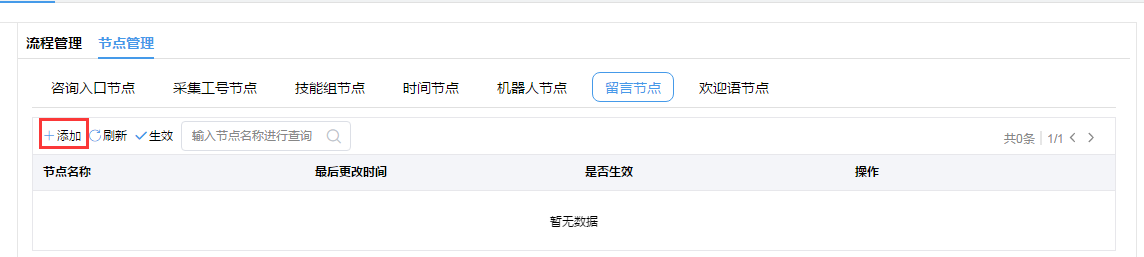 流程管理 节点管理
咨询入口节点 采集工号节点 技能组节点 时间节点 机器人节点 留言节点 欢迎语节点
添加 刷新 生效 输入节点名称进行查询 共0条 1/1
节点名称 最后更改时间 是否生效 操作
暂无数据